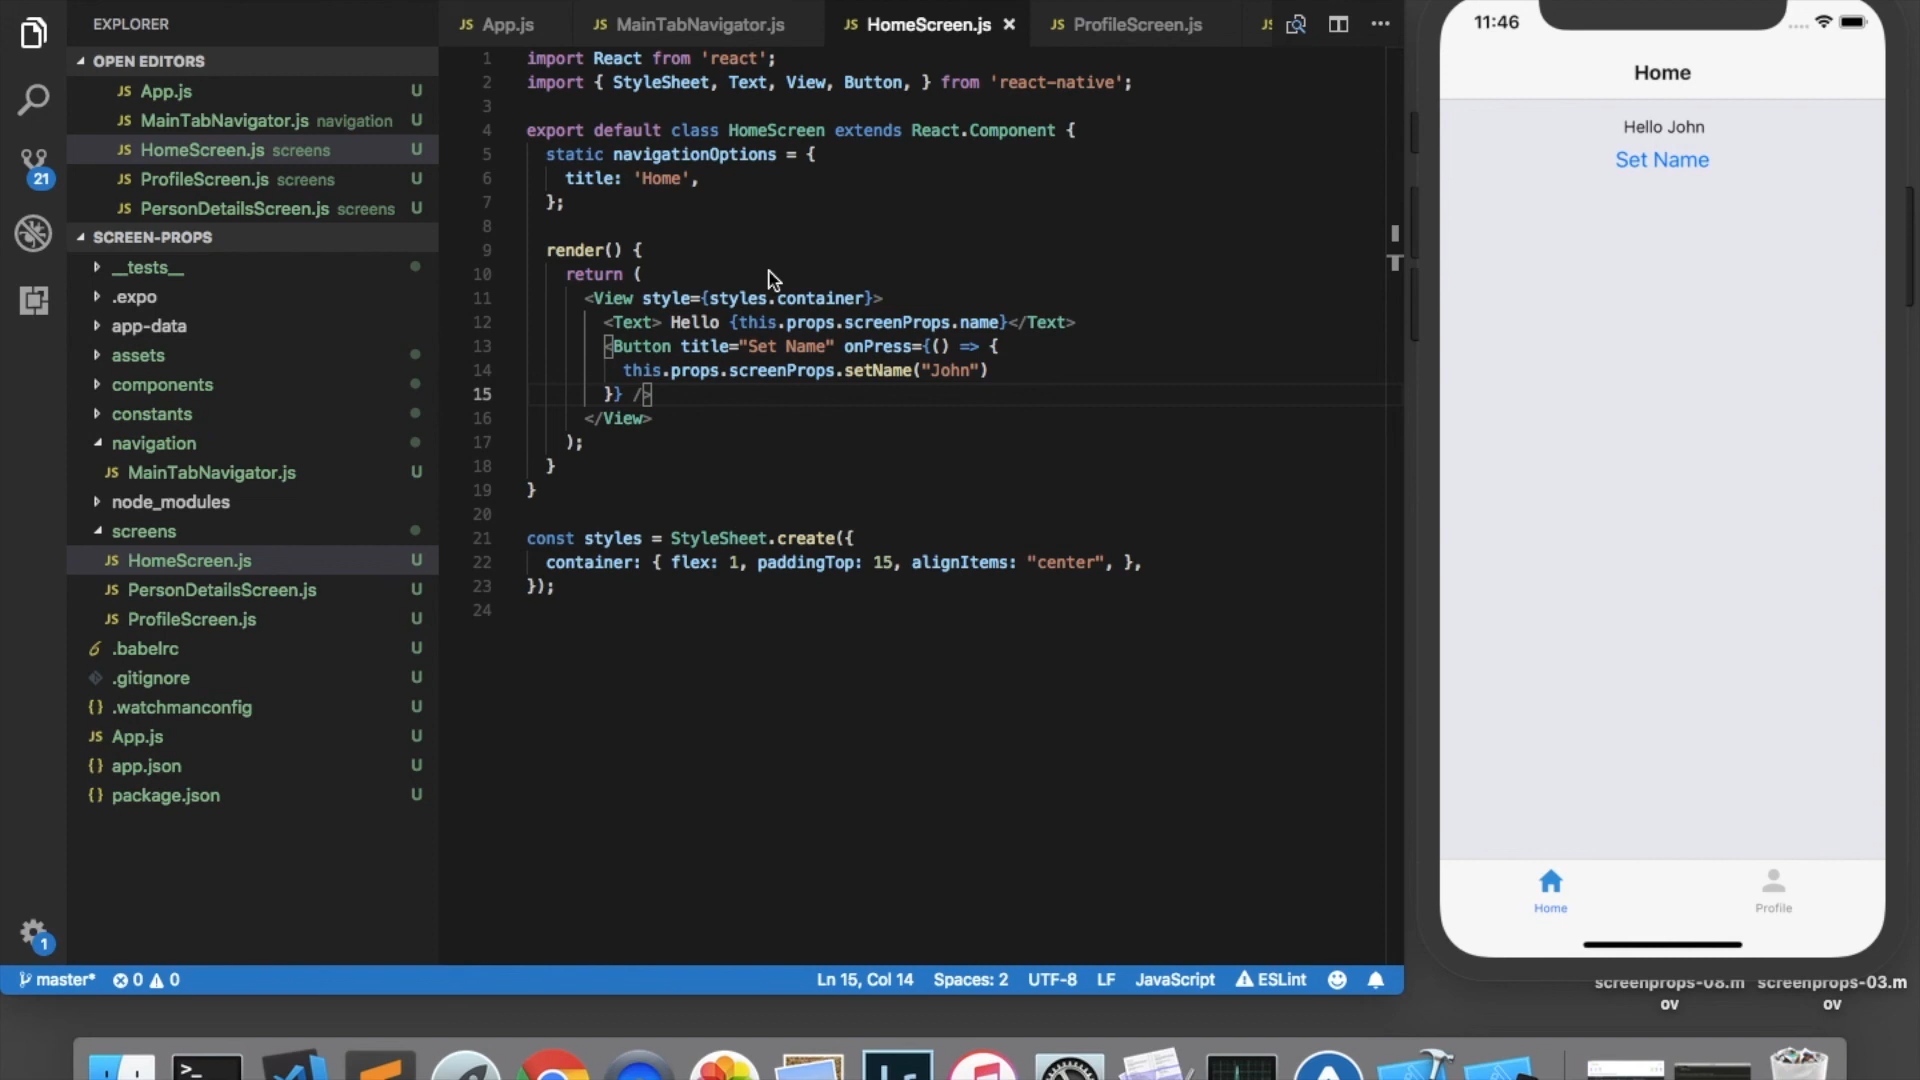 EXPLORER
OPEN EDITORS
JS App.js U
JS MainTabNavigator.js navigation U
JS HomeScreen.js screens U
JS ProfileScreen.js screens U
JS PersonDetailsScreen.js screens U
21
SCREEN-PROPS
__tests__
.expo
app-data
assets
components
constants
navigation
JS MainTabNavigator.js U
node_modules
screens
JS HomeScreen.js U
JS PersonDetailsScreen.js U
JS ProfileScreen.js U
.babelrc U
.gitignore U
{} .watchmanconfig U
JS App.js U
{} app.json U
{} package.json U
1
JS App.js JS MainTabNavigator.js JS HomeScreen.js JS ProfileScreen.js JS
1 import React from 'react';
2 import { StyleSheet, Text, View, Button, } from 'react-native';
3
4 export default class HomeScreen extends React.Component {
5 static navigationOptions = {
6 title: 'Home',
7 };
8
9 render() {
10 return (
11 <View style={styles.container}>
12 <Text> Hello {this.props.screenProps.name}</Text>
13 <Button title="Set Name" onPress={() => {
14 this.props.screenProps.setName("John")
15 }} />
16 </View>
17 );
18 }
19 }
20
21 const styles = StyleSheet.create({
22 container: { flex: 1, paddingTop: 15, alignItems: "center", },
23 });
24
master* 0 0 Ln 15, Col 14 Spaces: 2 UTF-8 LF JavaScript ESLint
11:46
Home
Hello John
Set Name
Home Profile
screenprops-08.m
ov
screenprops-03.m
ov
>_